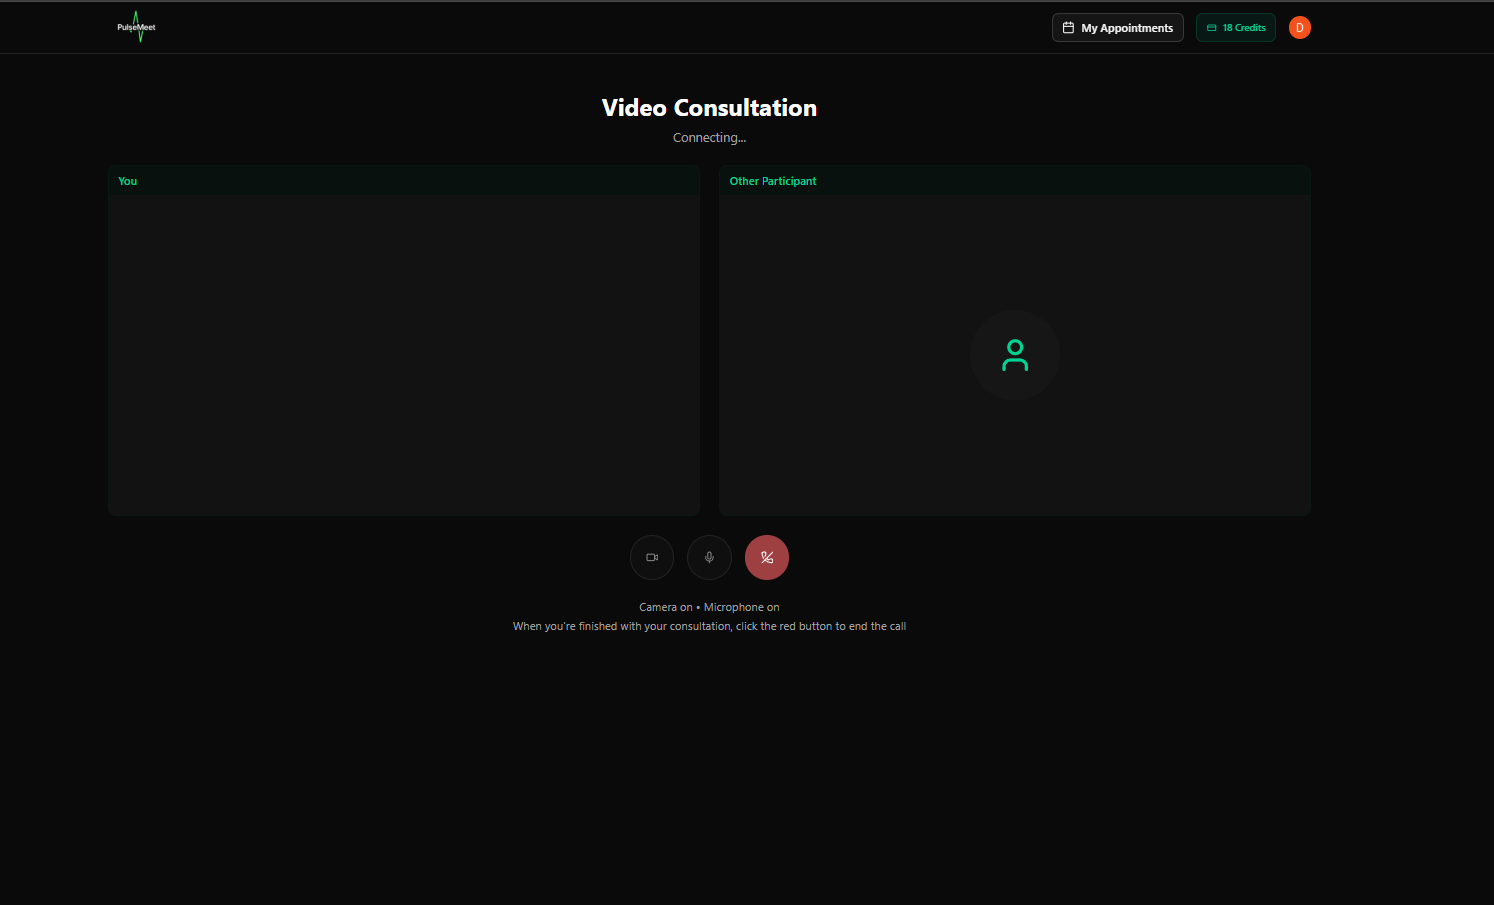 PulseMeet
My Appointments
18 Credits
D
Video Consultation
Connecting...
You
Other Participant
Camera on • Microphone on
When you're finished with your consultation, click the red button to end the call